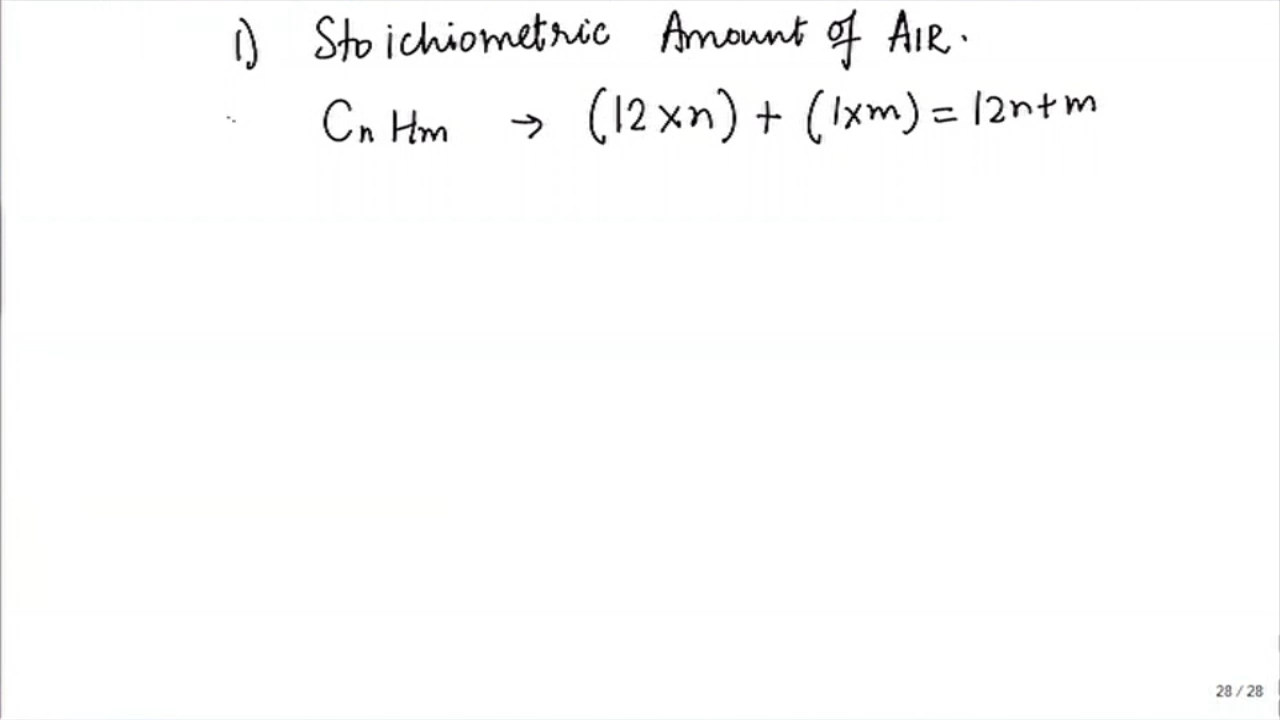 1) Stoichiometric Amount of AIR.
CₙHₘ → (12×n) + (1×m) = 12n+m
28 / 28